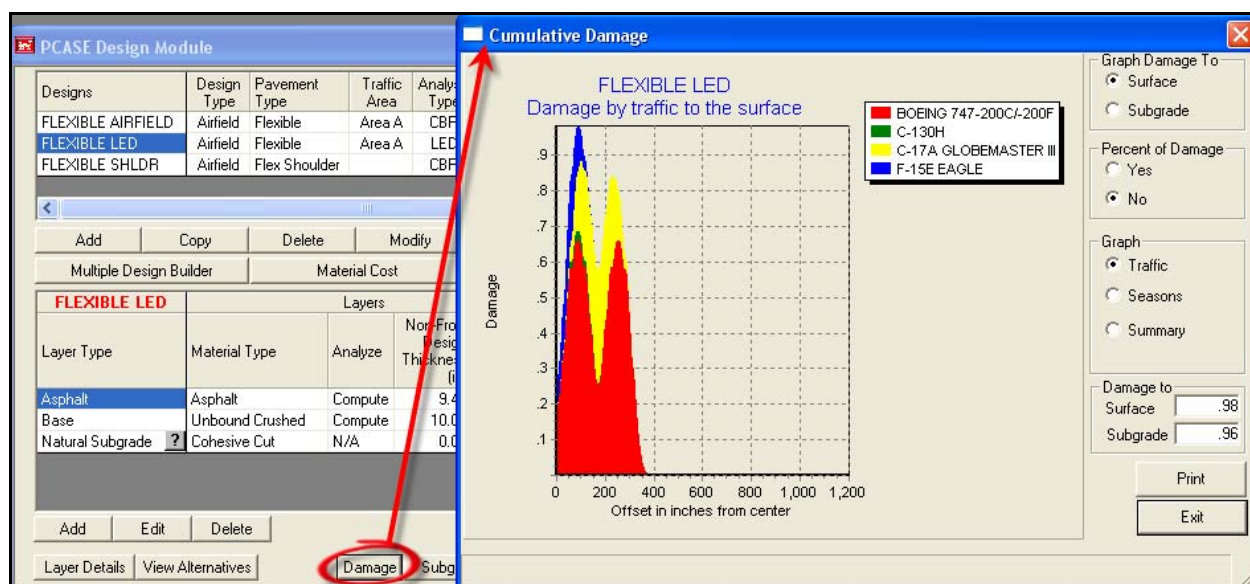 PCASE Design Module
Designs Design Type Pavement Type Traffic Area
FLEXIBLE AIRFIELD Airfield Flexible Area A
FLEXIBLE LED Airfield Flexible Area A LED
FLEXIBLE SHLDR Airfield Flex Shoulder
Add Copy Delete Modify
Multiple Design Builder Material Cost
FLEXIBLE LED Layers
Layer Type Material Type Analyze
Asphalt Asphalt Compute 9.4
Base Unbound Crushed Compute 10.0
Natural Subgrade ? Cohesive Cut N/A 0.0
Add Edit Delete
Layer Details View Alternatives Damage
Cumulative Damage
FLEXIBLE LED
Damage by traffic to the surface
.9
.8
.7
.6
.5
.4
.3
.2
.1
Damage
0 200 400 600 800 1,000 1,200
Offset in inches from center
BOEING 747-200C/-200F
C-130H
C-17A GLOBEMASTER III
F-15E EAGLE
Graph Damage To
Surface
Subgrade
Percent of Damage
Yes
No
Graph
Traffic
Seasons
Summary
Damage to
Surface .98
Subgrade .96
Print
Exit